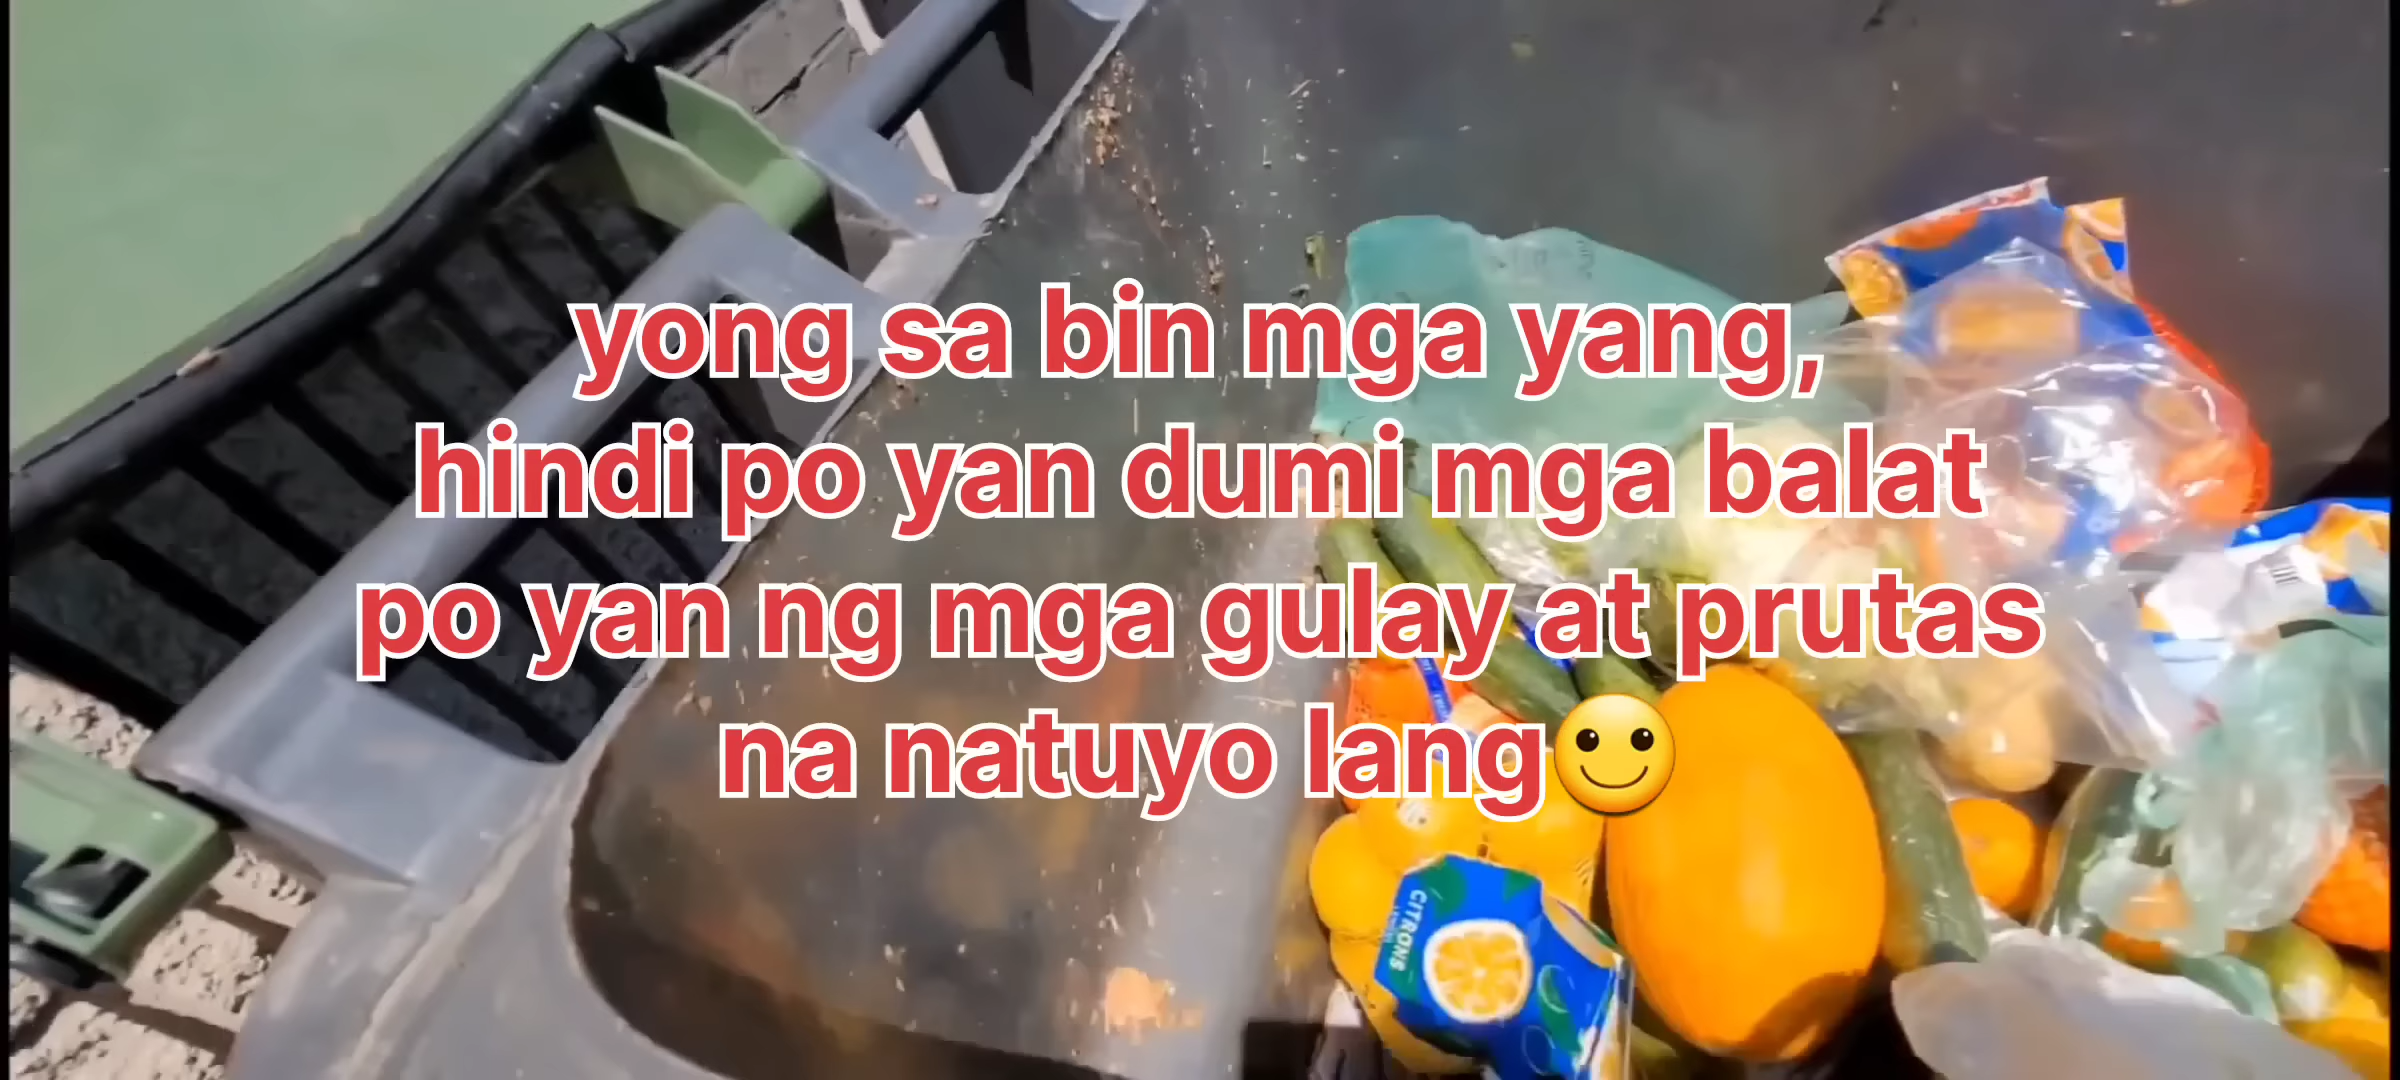 yong sa bin mga yang,
hindi po yan dumi mga balat
po yan ng mga gulay at prutas
na natuyo lang🙂
CITRONS